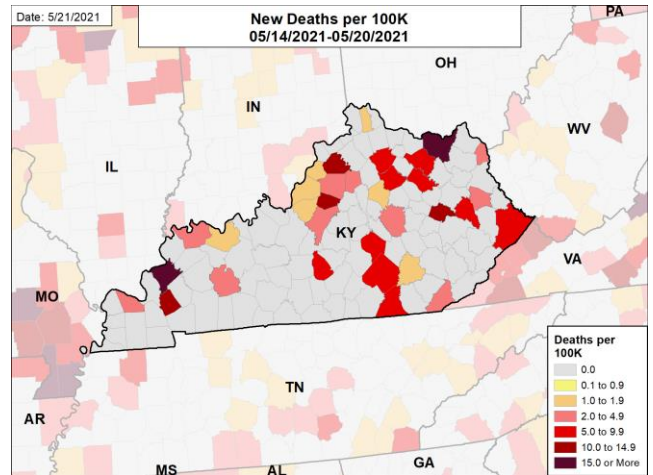 Date: 5/21/2021
New Deaths per 100K
05/14/2021-05/20/2021
PA
OH
IN
WV
IL
KY
VA
MO
TN
AR
MS
AL
GA
Deaths per
100K
0.0
0.1 to 0.9
1.0 to 1.9
2.0 to 4.9
5.0 to 9.9
10.0 to 14.9
15.0 or More